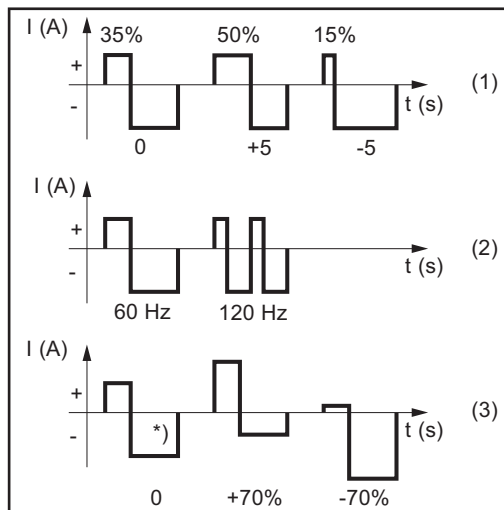 I (A)
35% 50% 15%
+
-
t (s)
(1)
0 +5 -5
I (A)
+
-
t (s)
(2)
60 Hz 120 Hz
I (A)
+
-
*)
t (s)
(3)
0 +70% -70%